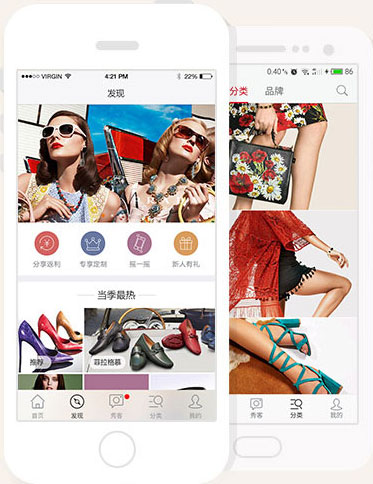 VIRGIN
4:21 PM
22%
发现
分享返利
专享定制
摇一摇
新人有礼
当季最热
推荐
菲拉格慕
首页
发现
秀客
分类
我的
0.40
86
分类
品牌
秀客
分类
我的